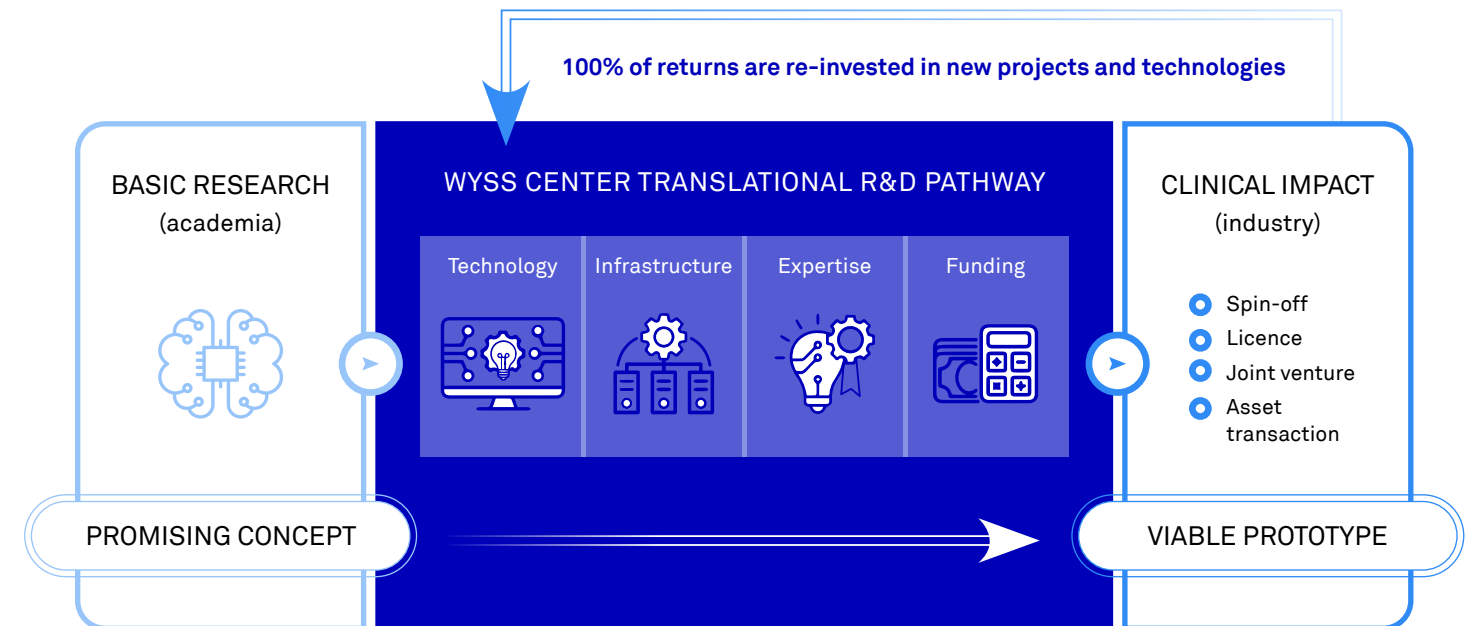 100% of returns are re-invested in new projects and technologies
BASIC RESEARCH
(academia)
WYSS CENTER TRANSLATIONAL R&D PATHWAY
Technology
Infrastructure
Expertise
Funding
CLINICAL IMPACT
(industry)
Spin-off
Licence
Joint venture
Asset
transaction
PROMISING CONCEPT
VIABLE PROTOTYPE